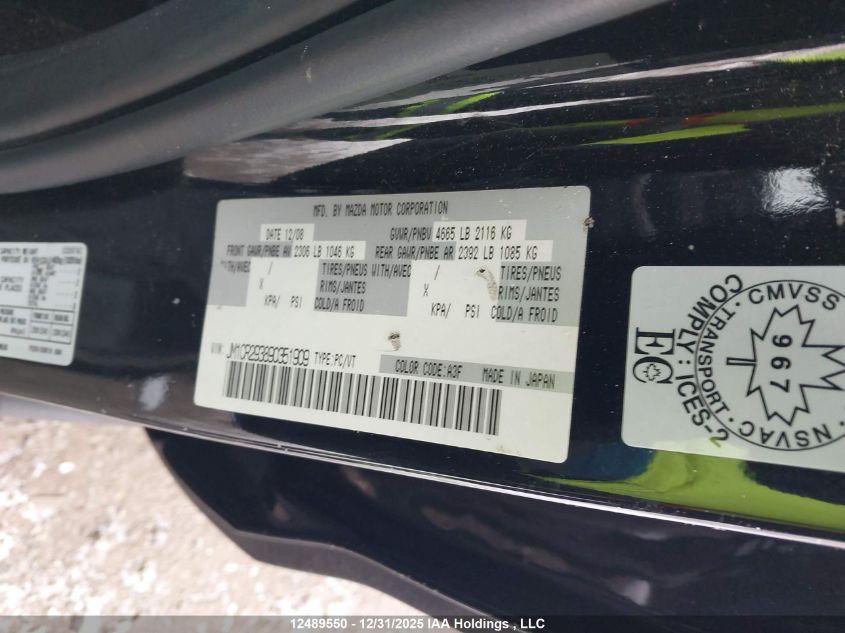 MFD. BY MAZDA MOTOR CORPORATION
DATE 12/08 GVWR/PNBV 4665 LB 2116 KG
FRONT GAWR/PNBE AV 2306 LB 1046 KG REAR GAWR/PNBE AR 2392 LB 1085 KG
WITH/AVEC / TIRES/PNEUS WITH/AVEC / TIRES/PNEUS
X RIMS/JANTES X RIMS/JANTES
KPA/ PSI COLD/A FROID KPA/ PSI COLD/A FROID
VIN: JM1CR293890351909 TYPE:PC/VT COLOR CODE:A3F MADE IN JAPAN
CMVSS
967
NSVAC
TRANSPORT
COMPLY: ICES-2
EC
12489550 - 12/31/2025 IAA Holdings , LLC